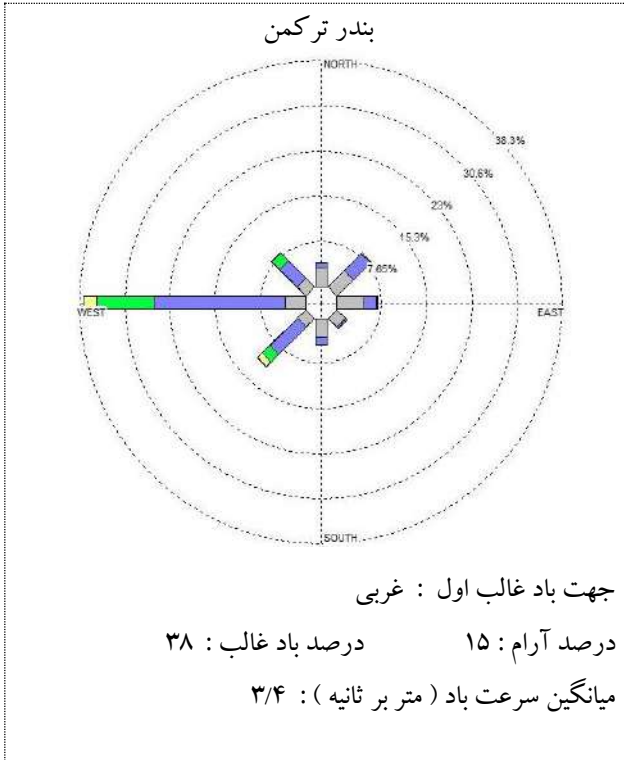 بندر ترکمن
NORTH
38.3%
30.6%
23%
15.3%
7.65%
WEST
EAST
SOUTH
جهت باد غالب اول : غربی
درصد آرام : ۱۵ درصد باد غالب : ۳۸
میانگین سرعت باد ( متر بر ثانیه ) : ۳/۴